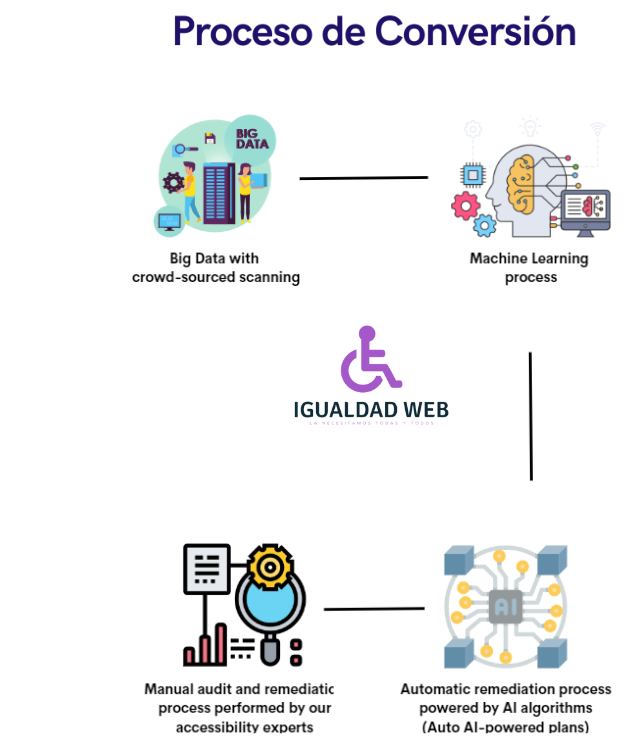 Proceso de Conversión
BIG
DATA
Big Data with
crowd-sourced scanning
Machine Learning
process
IGUALDAD WEB
LA NECESITAMOS TODAS Y TODOS
AI
Manual audit and remediatic
process performed by our
accessibility experts
Automatic remediation process
powered by AI algorithms
(Auto AI-powered plans)